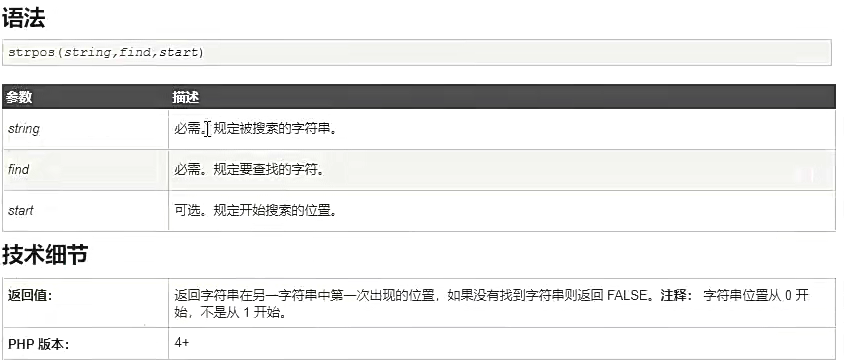 语法
strpos(string,find,start)
参数 描述
string 必需。规定被搜索的字符串。
find 必需。规定要查找的字符。
start 可选。规定开始搜索的位置。
技术细节
返回值: 返回字符串在另一字符串中第一次出现的位置，如果没有找到字符串则返回 FALSE。注释： 字符串位置从 0 开
始，不是从 1 开始。
PHP 版本: 4+